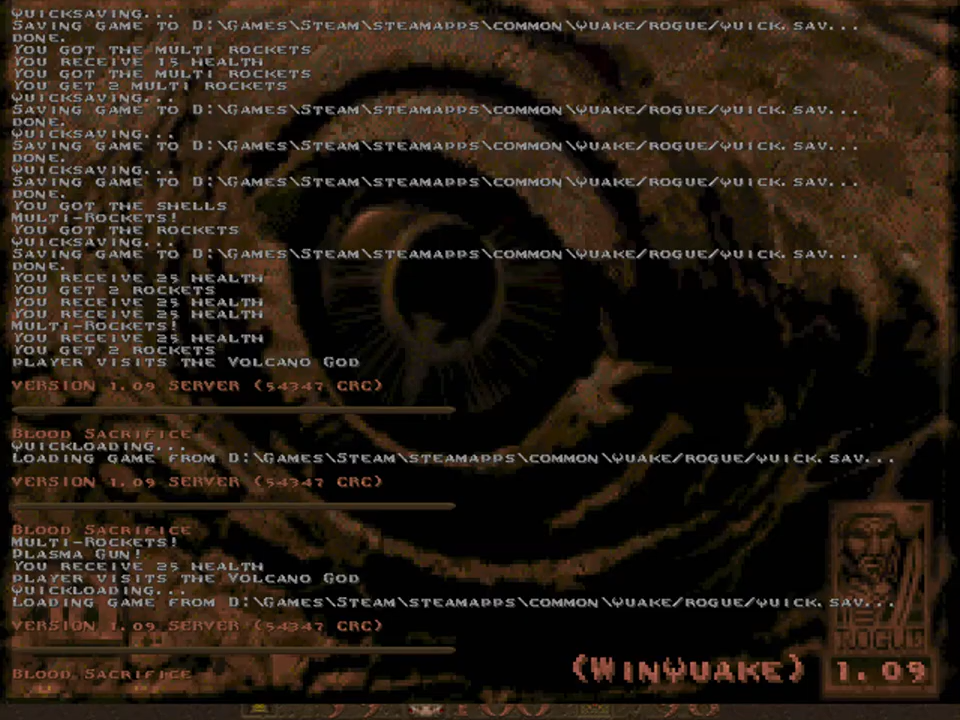 Quicksaving...
Saving game to D:\Games\Steam\steamapps\common\Quake/rogue/quick.sav...
done.
You got the Multi Rockets
You receive 15 health
You got the Multi Rockets
You get 2 multi rockets
Quicksaving...
Saving game to D:\Games\Steam\steamapps\common\Quake/rogue/quick.sav...
done.
Quicksaving...
Saving game to D:\Games\Steam\steamapps\common\Quake/rogue/quick.sav...
done.
Quicksaving...
Saving game to D:\Games\Steam\steamapps\common\Quake/rogue/quick.sav...
done.
You got the shells
Multi-Rockets!
You got the rockets
Quicksaving...
Saving game to D:\Games\Steam\steamapps\common\Quake/rogue/quick.sav...
done.
You receive 25 health
You get 2 rockets
You receive 25 health
You receive 25 health
Multi-Rockets!
You receive 25 health
You get 2 rockets
player visits the Volcano God
VERSION 1.09 SERVER (54347 CRC)
Blood Sacrifice
Quickloading...
Loading game from D:\Games\Steam\steamapps\common\Quake/rogue/quick.sav...
VERSION 1.09 SERVER (54347 CRC)
Blood Sacrifice
Multi-Rockets!
Plasma Gun!
You receive 25 health
player visits the Volcano God
Quickloading...
Loading game from D:\Games\Steam\steamapps\common\Quake/rogue/quick.sav...
VERSION 1.09 SERVER (54347 CRC)
Blood Sacrifice
ROGUE
(WinQuake) 1.09